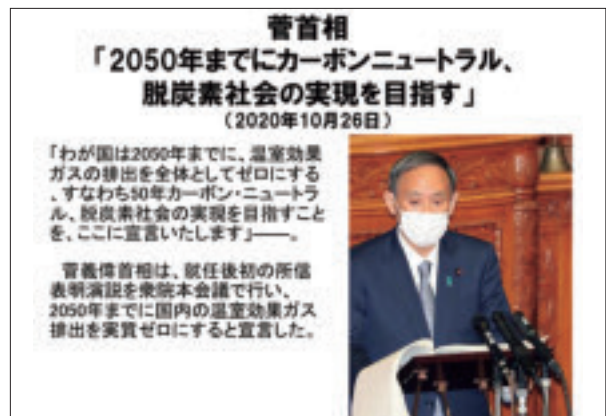 菅首相
「2050年までにカーボンニュートラル、
脱炭素社会の実現を目指す」
（2020年10月26日）
「わが国は2050年までに、温室効果
ガスの排出を全体としてゼロにする
、すなわち50年カーボン・ニュートラ
ル、脱炭素社会の実現を目指すこと
を、ここに宣言いたします」――。
菅義偉首相は、就任後初の所信
表明演説を衆院本会議で行い、
2050年までに国内の温室効果ガス
排出を実質ゼロにすると宣言した。